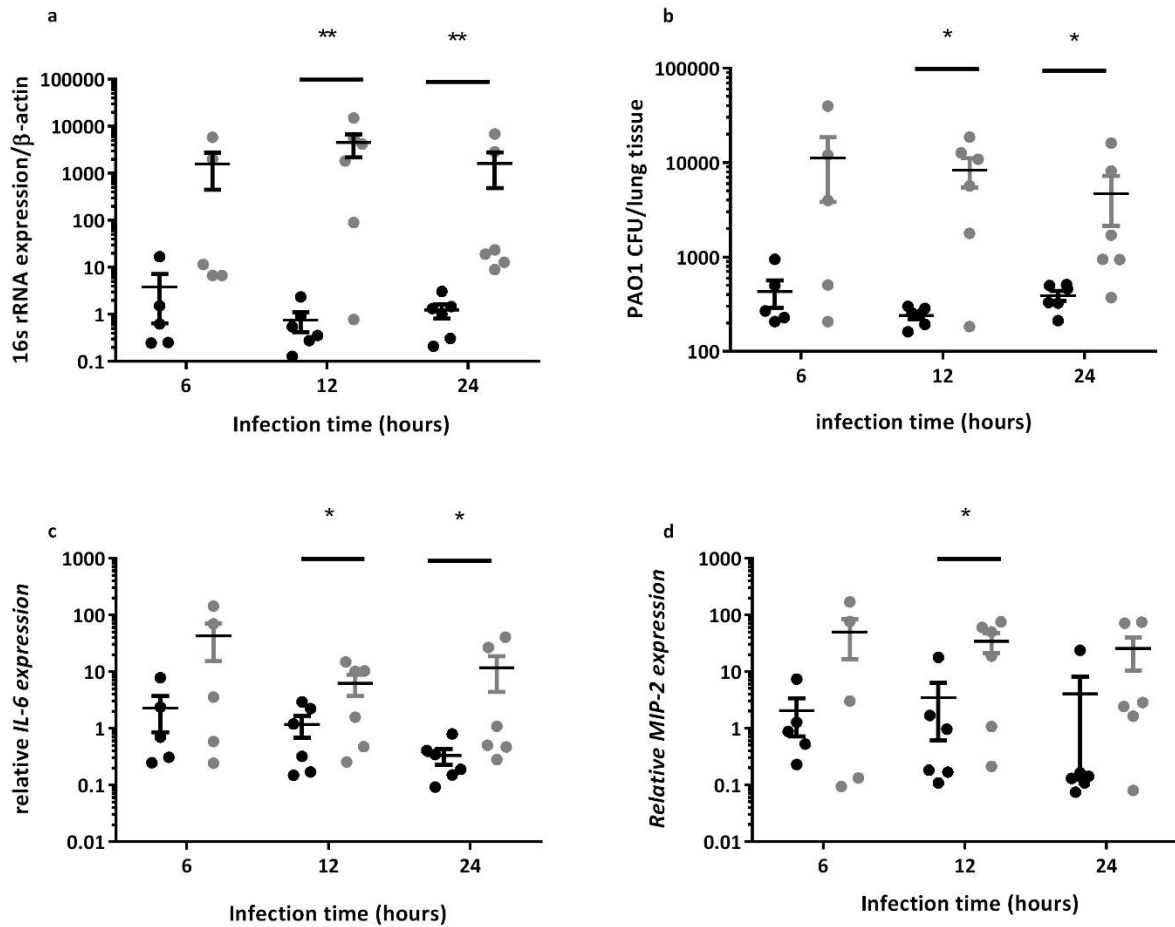 a
** **
16s rRNA expression/β-actin
100000
10000
1000
100
10
1
0.1
6 12 24
Infection time (hours)
b
* *
PAO1 CFU/lung tissue
100000
10000
1000
100
6 12 24
infection time (hours)
c
* *
relative IL-6 expression
1000
100
10
1
0.1
0.01
6 12 24
Infection time (hours)
d
*
Relative MIP-2 expression
1000
100
10
1
0.1
0.01
6 12 24
Infection time (hours)